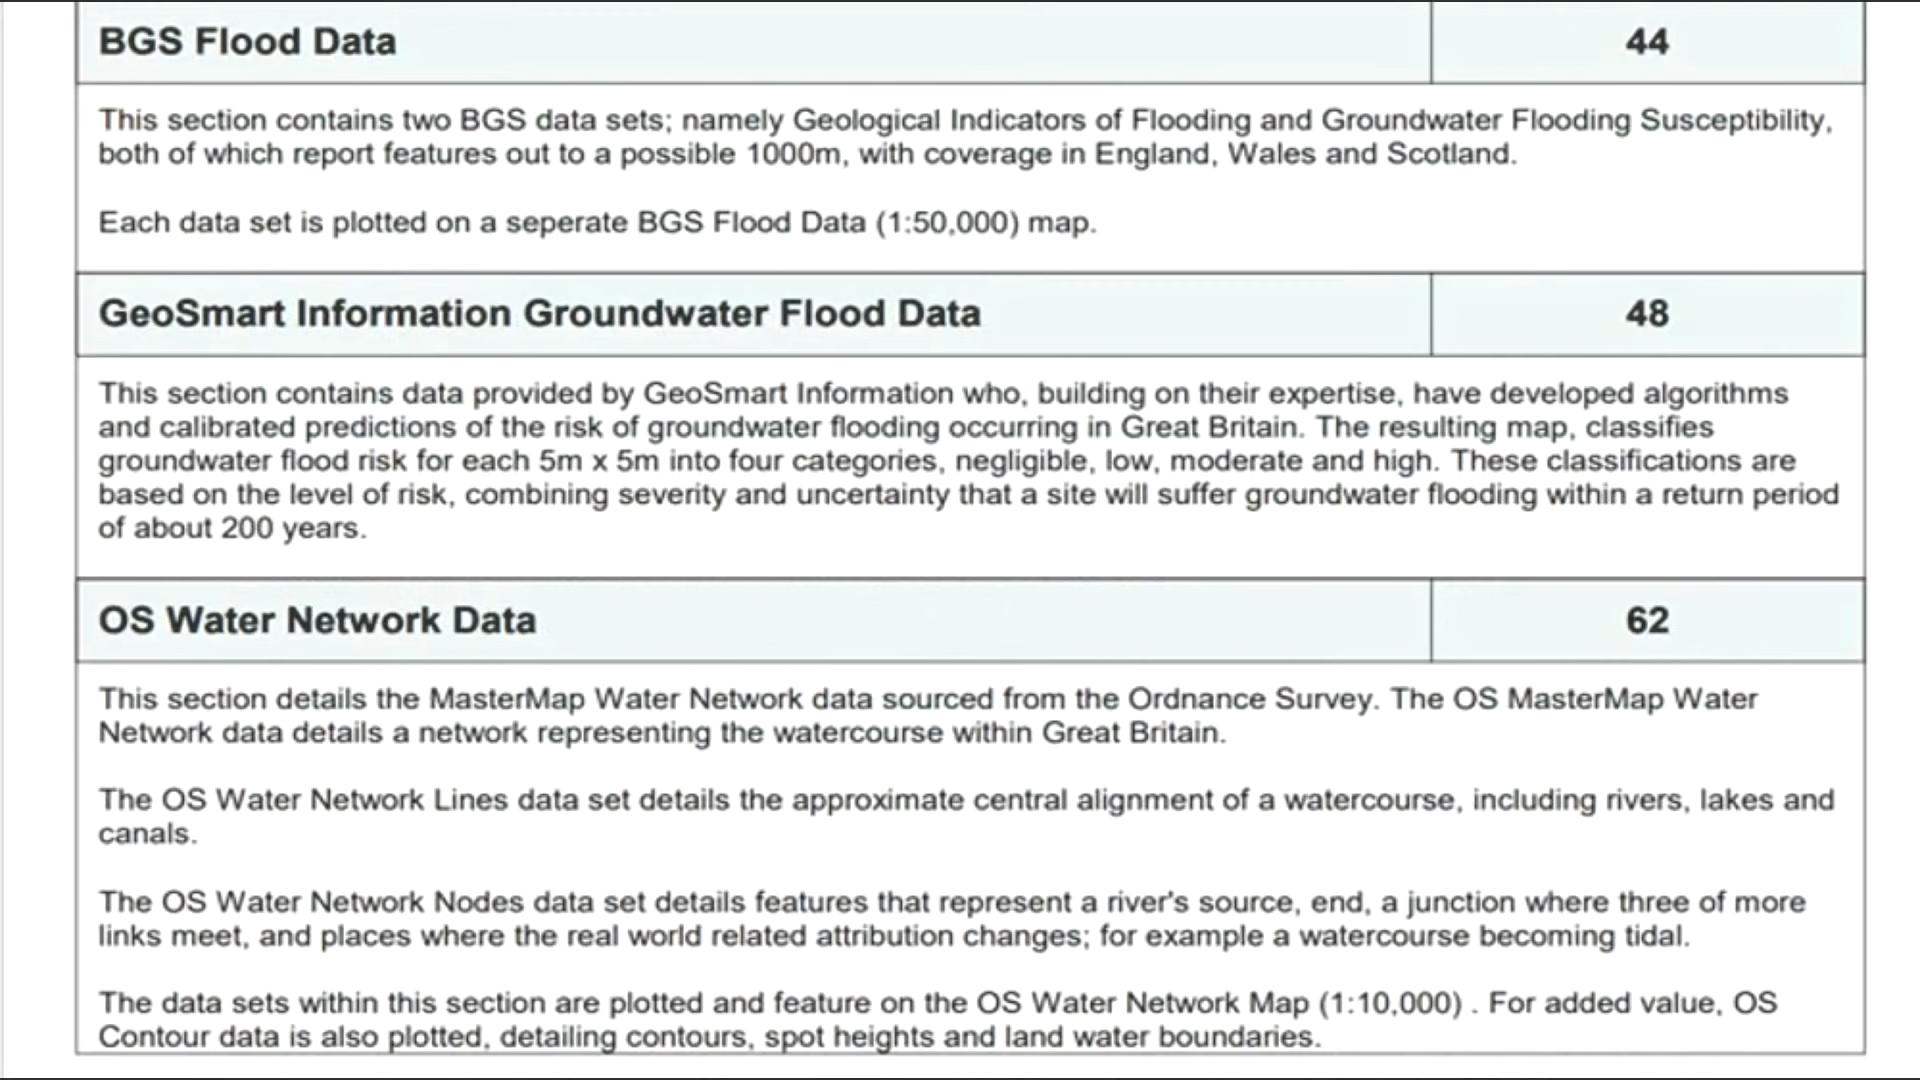 BGS Flood Data 44
This section contains two BGS data sets; namely Geological Indicators of Flooding and Groundwater Flooding Susceptibility,
both of which report features out to a possible 1000m, with coverage in England, Wales and Scotland.
Each data set is plotted on a seperate BGS Flood Data (1:50,000) map.
GeoSmart Information Groundwater Flood Data 48
This section contains data provided by GeoSmart Information who, building on their expertise, have developed algorithms
and calibrated predictions of the risk of groundwater flooding occurring in Great Britain. The resulting map, classifies
groundwater flood risk for each 5m x 5m into four categories, negligible, low, moderate and high. These classifications are
based on the level of risk, combining severity and uncertainty that a site will suffer groundwater flooding within a return period
of about 200 years.
OS Water Network Data 62
This section details the MasterMap Water Network data sourced from the Ordnance Survey. The OS MasterMap Water
Network data details a network representing the watercourse within Great Britain.
The OS Water Network Lines data set details the approximate central alignment of a watercourse, including rivers, lakes and
canals.
The OS Water Network Nodes data set details features that represent a river's source, end, a junction where three of more
links meet, and places where the real world related attribution changes; for example a watercourse becoming tidal.
The data sets within this section are plotted and feature on the OS Water Network Map (1:10,000) . For added value, OS
Contour data is also plotted, detailing contours, spot heights and land water boundaries.